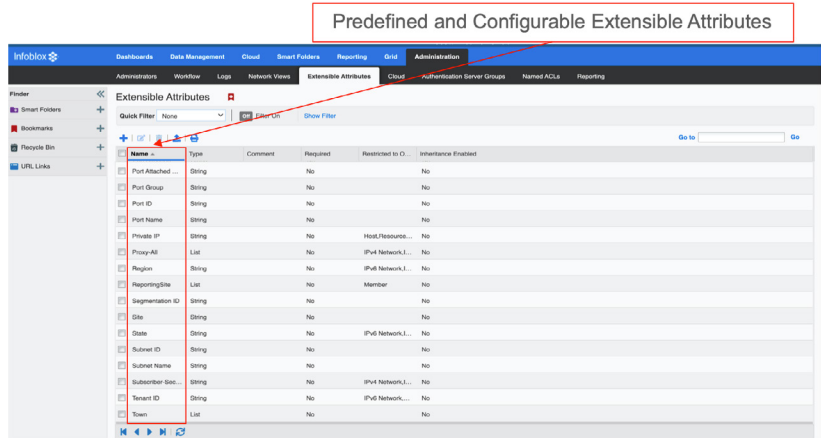 Predefined and Configurable Extensible Attributes
Infoblox Dashboards Data Management Cloud Smart Folders Reporting Grid Administration
Administrators Workflow Logs Network Views Extensible Attributes Cloud Authentication Server Groups Named ACLs Reporting
Finder
Smart Folders
Bookmarks
Recycle Bin
URL Links
Extensible Attributes
Quick Filter None Off Filter On Show Filter
Go to Go
Name Type Comment Required Restricted to O... Inheritance Enabled
Port Attached ... String No No
Port Group String No No
Port ID String No No
Port Name String No No
Private IP String No Host,Resource... No
Proxy-All List No IPv4 Network,I... No
Region String No IPv6 Network,I... No
ReportingSite List No Member No
Segmentation ID String No No
Site String No No
State String No IPv6 Network,I... No
Subnet ID String No No
Subnet Name String No No
Subscriber-Sec... String No IPv4 Network,I... No
Tenant ID String No IPv6 Network,... No
Town List No No